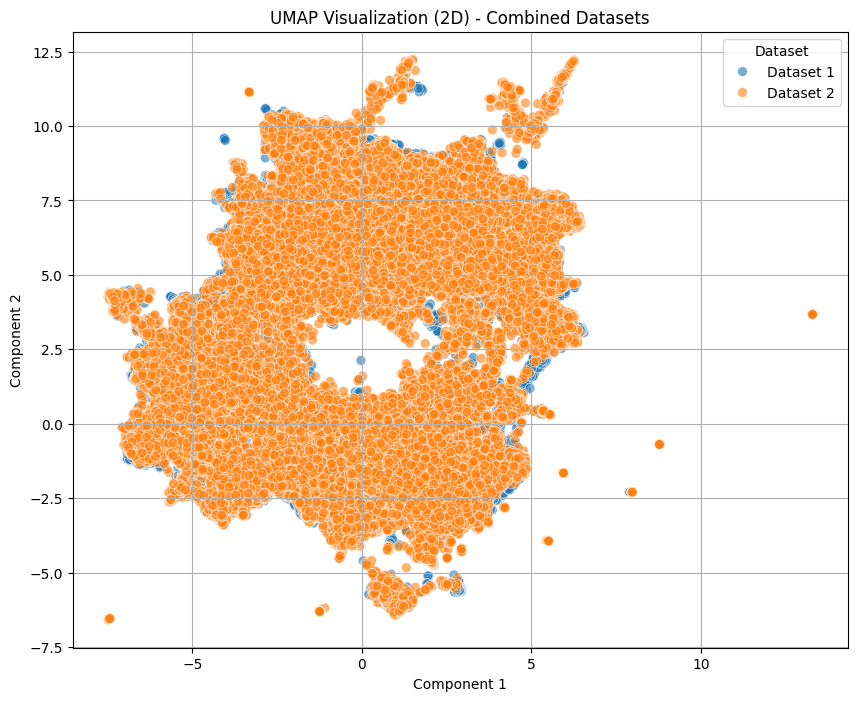 UMAP Visualization (2D) - Combined Datasets
Dataset
Dataset 1
Dataset 2
Component 2
12.5
10.0
7.5
5.0
2.5
0.0
−2.5
−5.0
−7.5
−5
0
5
10
Component 1